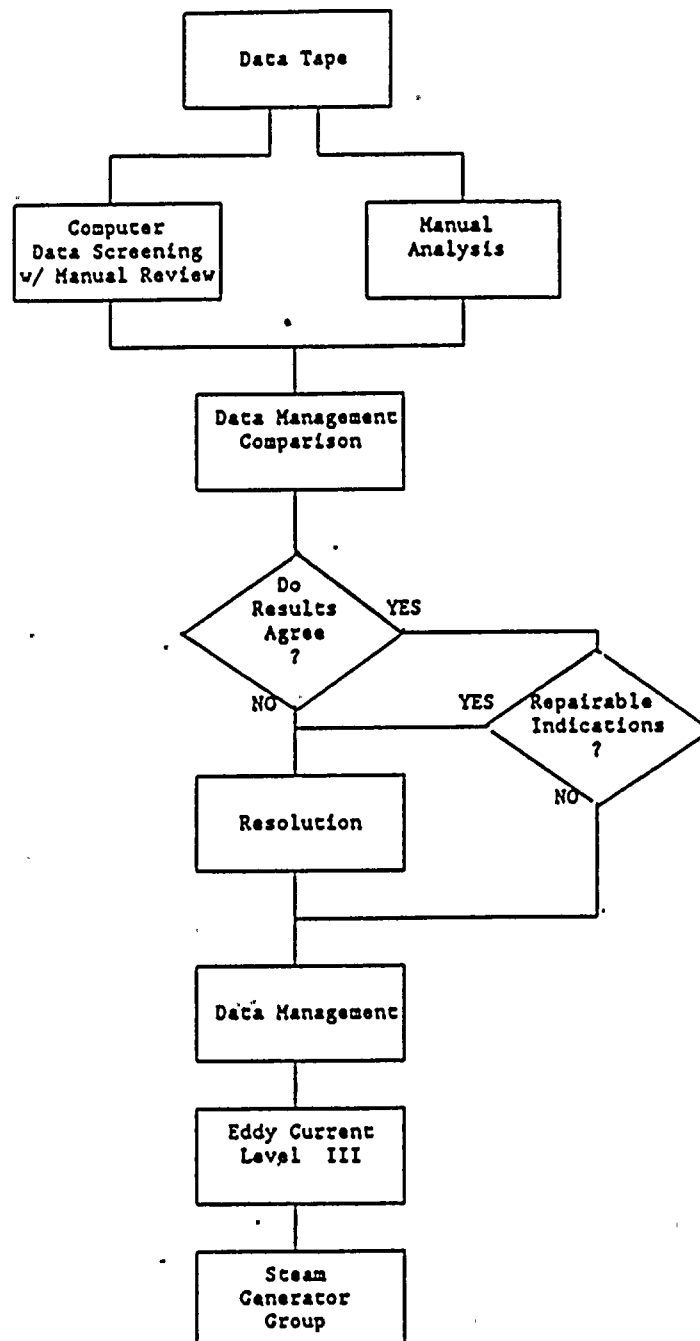 Data Tape
Computer
Data Screening
w/ Manual Review
Manual
Analysis
Data Management
Comparison
Do
Results
Agree
?
YES
NO
YES
Repairable
Indications
?
NO
Resolution
Data Management
Eddy Current
Level III
Steam
Generator
Group